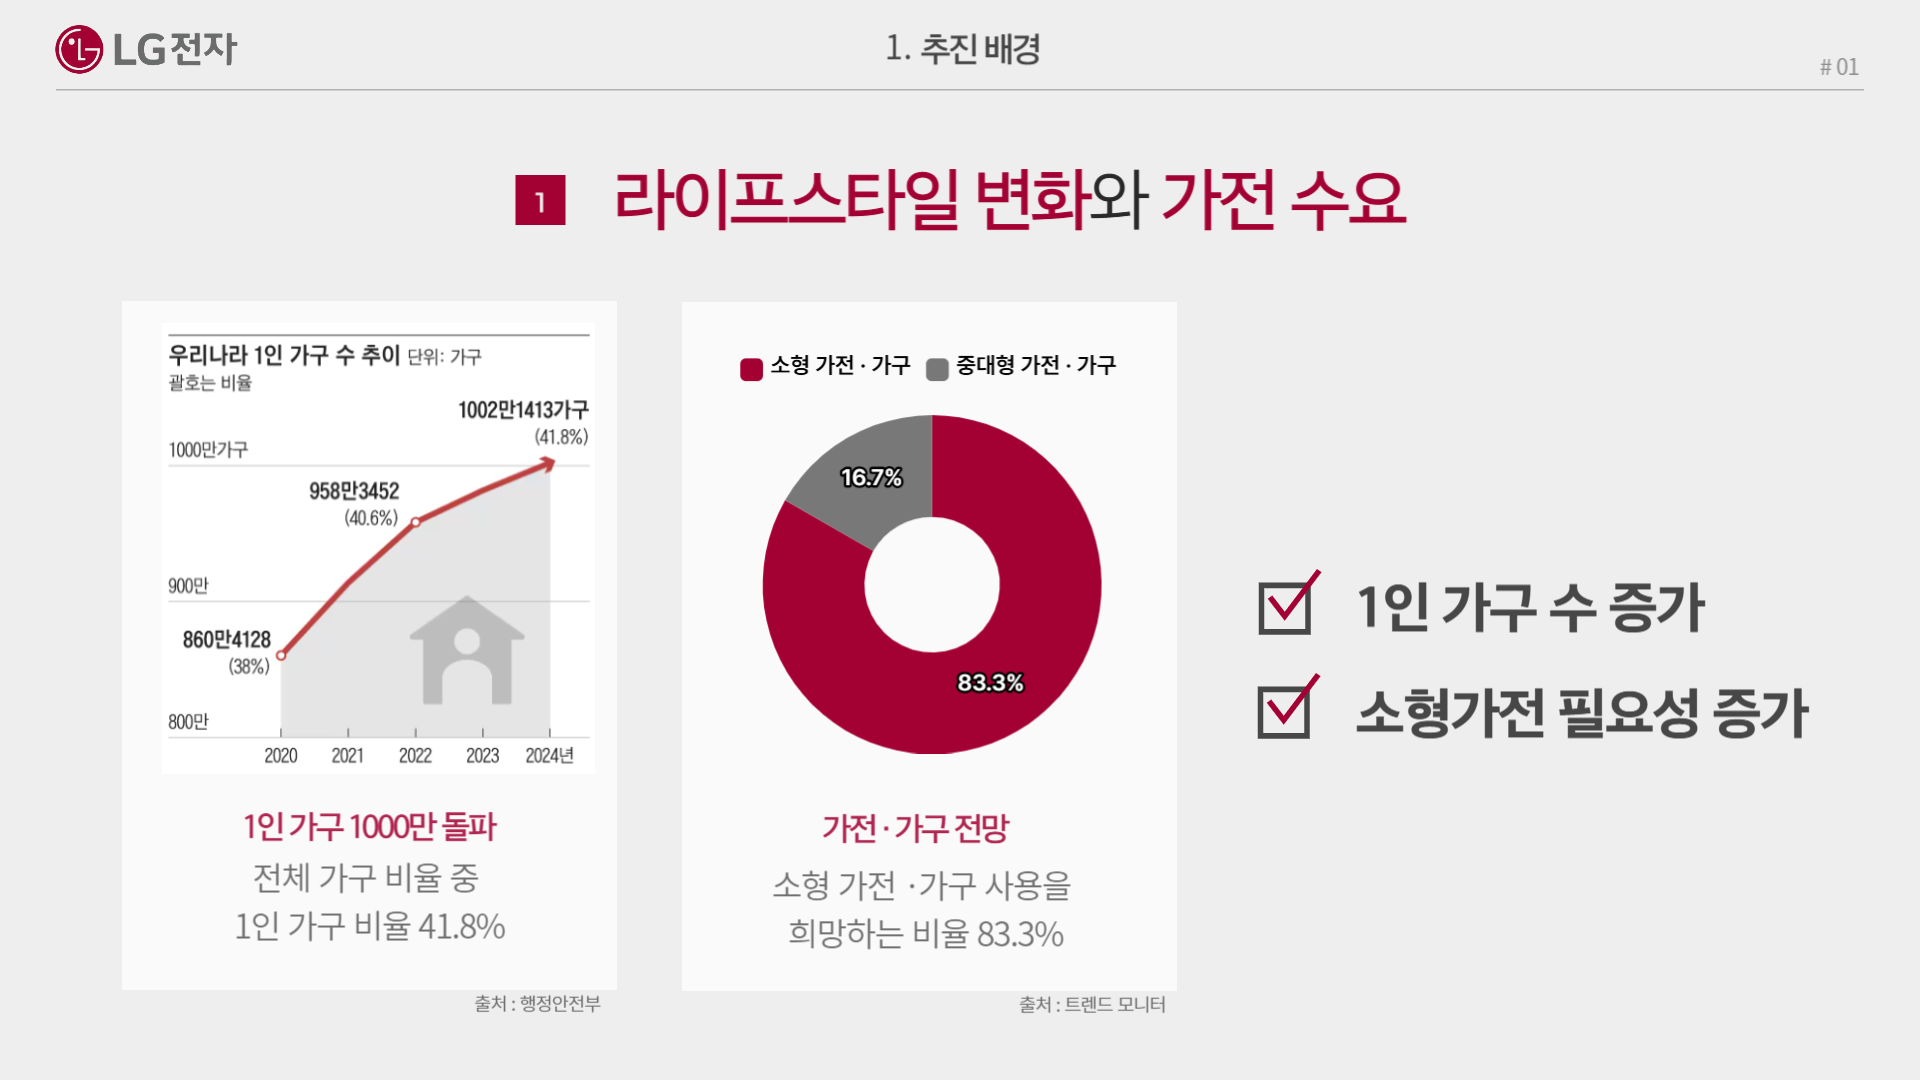 LG전자
1. 추진 배경
# 01
1 라이프스타일 변화와 가전 수요
우리나라 1인 가구 수 추이 단위: 가구
괄호는 비율
1002만1413가구
(41.8%)
1000만가구
958만3452
(40.6%)
900만
860만4128
(38%)
800만
2020 2021 2022 2023 2024년
1인 가구 1000만 돌파
전체 가구 비율 중
1인 가구 비율 41.8%
출처 : 행정안전부
소형 가전 · 가구 중대형 가전 · 가구
16.7%
83.3%
가전 · 가구 전망
소형 가전 ·가구 사용을
희망하는 비율 83.3%
출처 : 트렌드 모니터
1인 가구 수 증가
소형가전 필요성 증가